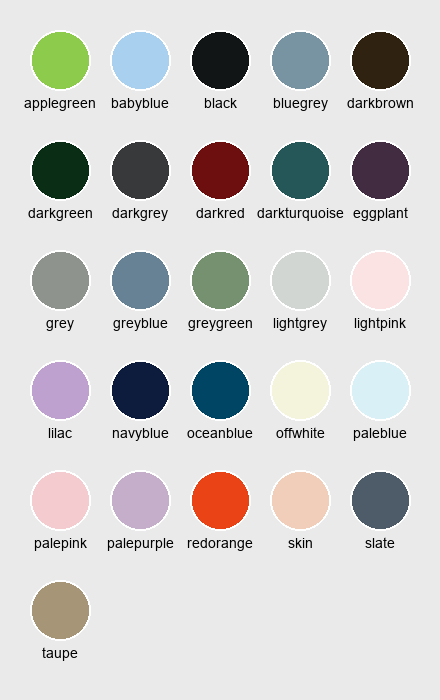 applegreen babyblue black bluegrey darkbrown
darkgreen darkgrey darkred darkturquoise eggplant
grey greyblue greygreen lightgrey lightpink
lilac navyblue oceanblue offwhite paleblue
palepink palepurple redorange skin slate
taupe